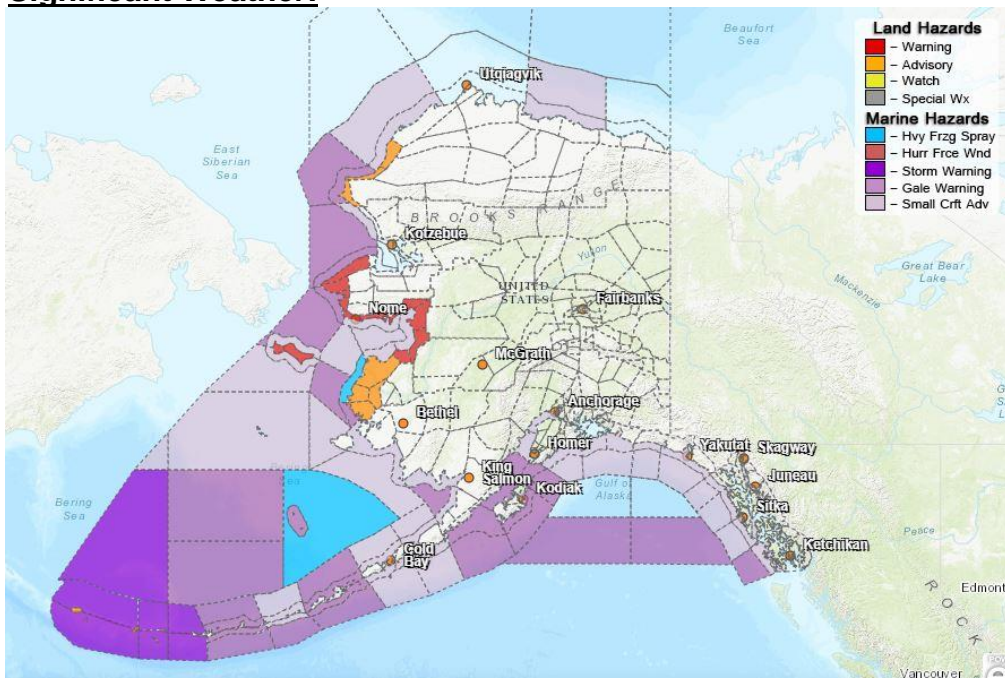 Significant Weather:
Beaufort
Sea
Land Hazards
– Warning
– Advisory
– Watch
– Special Wx
Marine Hazards
– Hvy Frzg Spray
– Hurr Frce Wnd
– Storm Warning
– Gale Warning
– Small Crft Adv
Utqiagvik
East
Siberian
Sea
BROOKS RANGE
Kotzebue
Yukon
Great Bear
Lake
Mackenzie
UNITED
STATES
Nome
Fairbanks
McGrath
Anchorage
Bethel
Homer
Yakutat
Skagway
King
Salmon
Kodiak
Gulf of
Alaska
Juneau
Sitka
Bering
Sea
Sea
Cold
Bay
Ketchikan
Peace
Edmont
ROCK
Vancouver